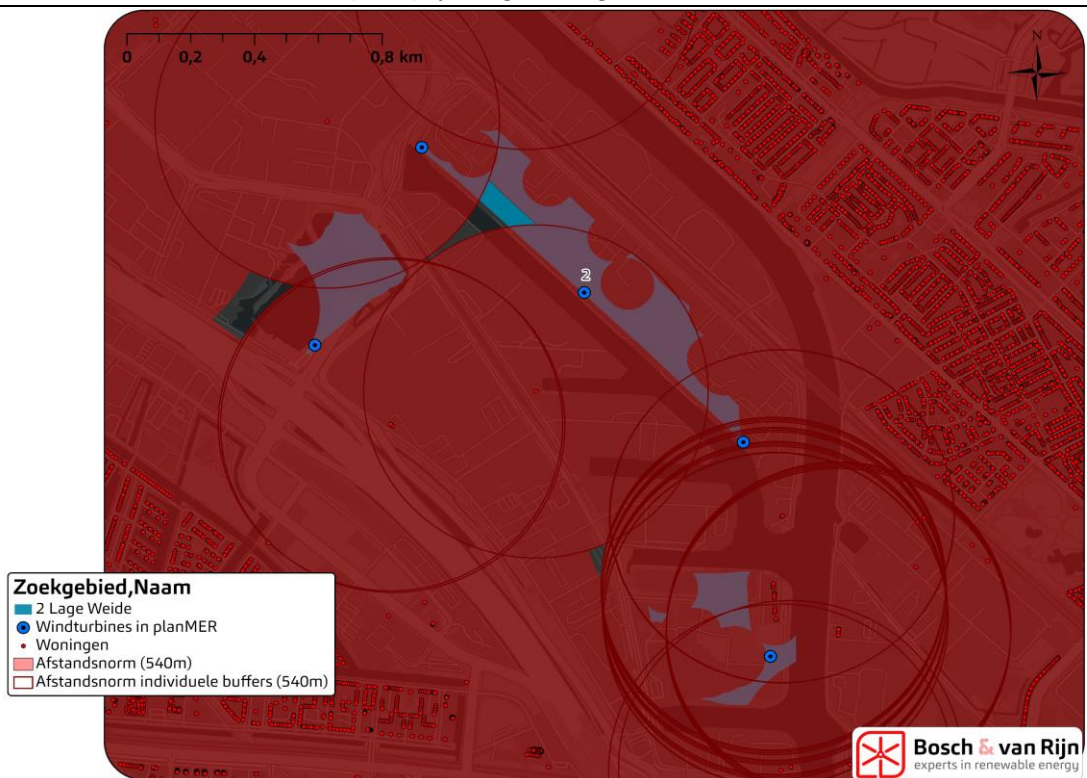 N
0 0,2 0,4 0,8 km
2
Zoekgebied,Naam
2 Lage Weide
Windturbines in planMER
Woningen
Afstandsnorm (540m)
Afstandsnorm individuele buffers (540m)
Bosch & van Rijn
experts in renewable energy